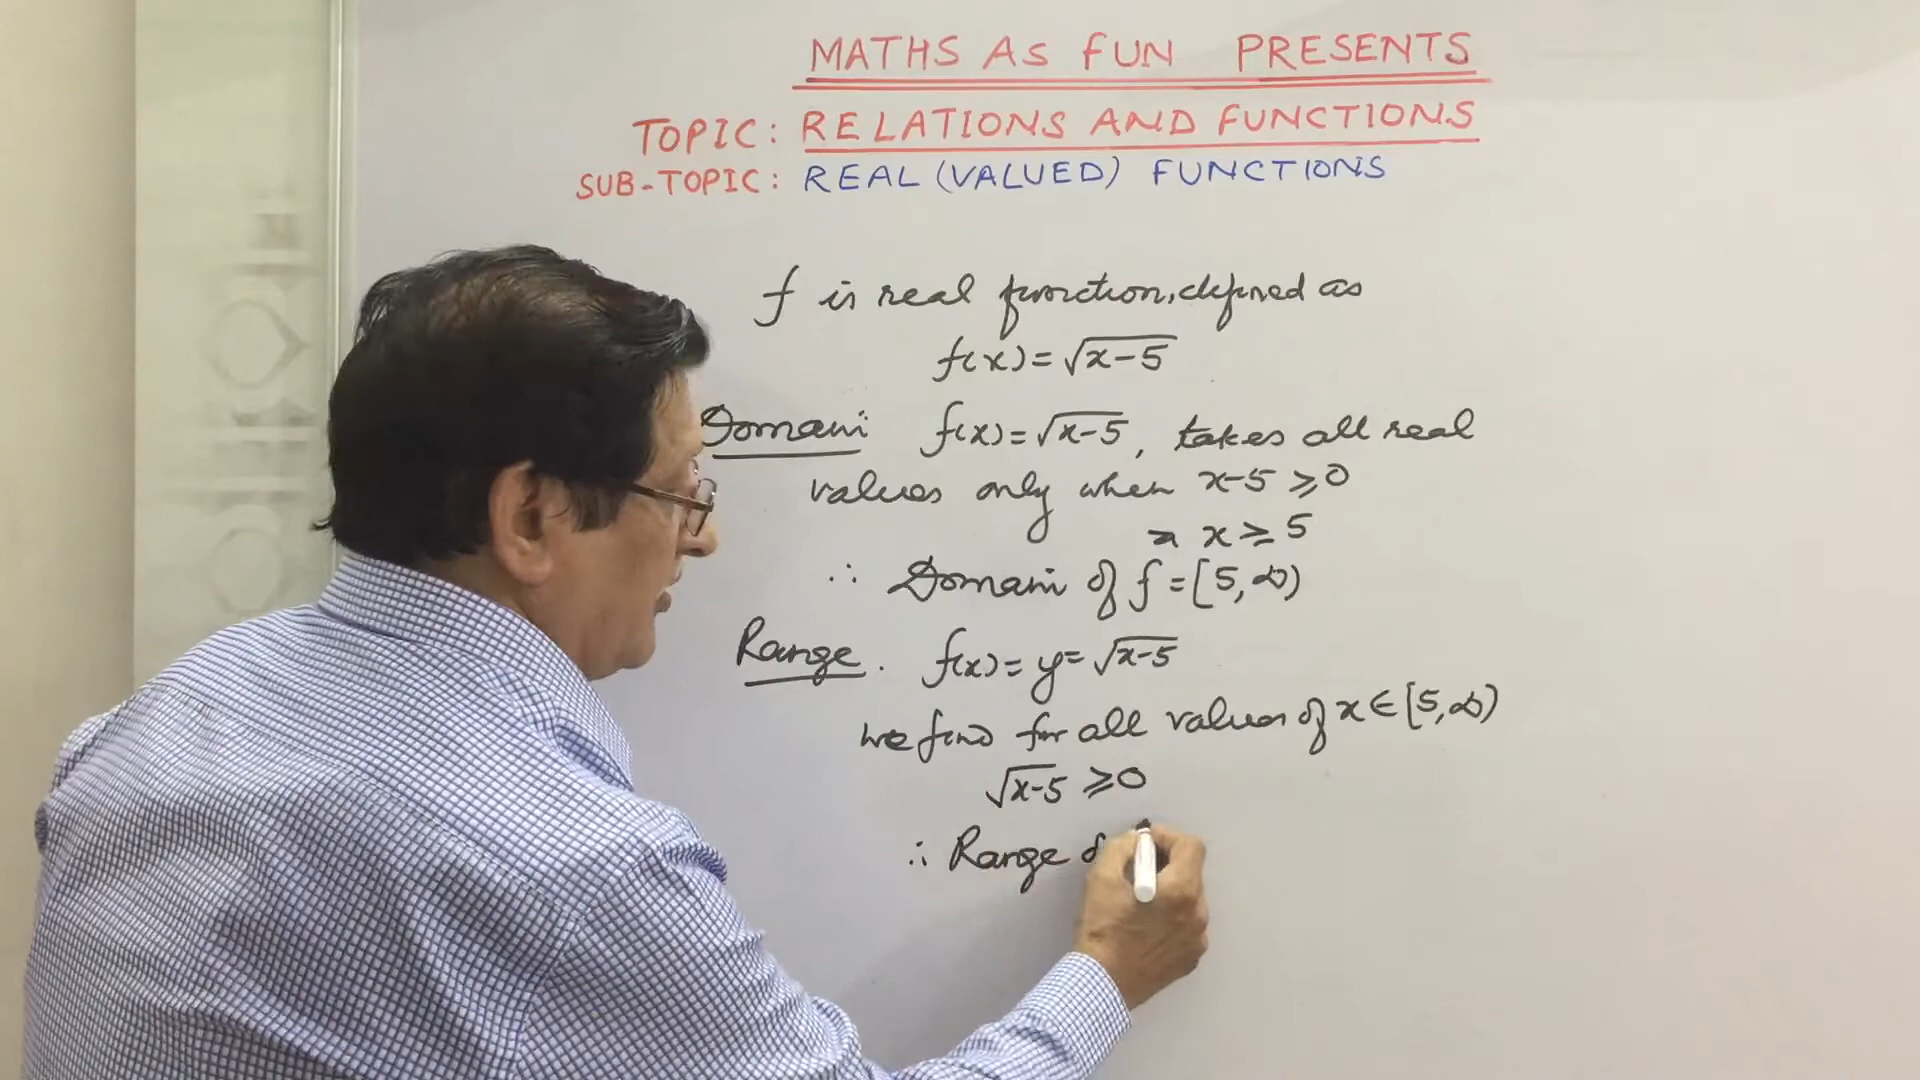 MATHS AS FUN PRESENTS
TOPIC: RELATIONS AND FUNCTIONS
SUB-TOPIC: REAL (VALUED) FUNCTIONS
f is real function, defined as
f(x) = √x-5
Domain f(x) = √x-5, takes all real
values only when x-5 ≥ 0
⇒ x ≥ 5
∴ Domain of f = [5, ∞)
Range. f(x) = y = √x-5
we find for all values of x ∈ [5, ∞)
√x-5 ≥ 0
∴ Range